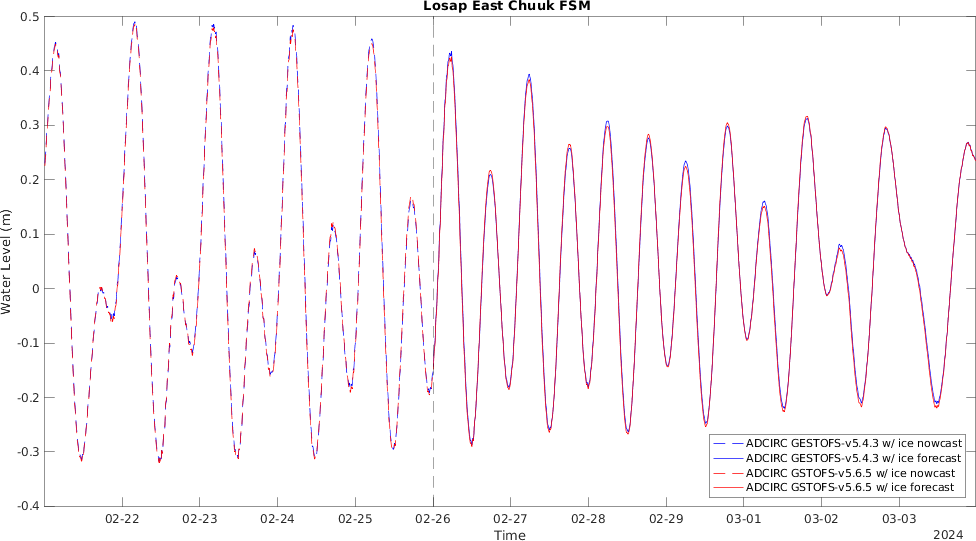 Losap East Chuuk FSM
0.5
0.4
0.3
0.2
0.1
0
-0.1
-0.2
-0.3
-0.4
Water Level (m)
ADCIRC GESTOFS-v5.4.3 w/ ice nowcast
ADCIRC GESTOFS-v5.4.3 w/ ice forecast
ADCIRC GSTOFS-v5.6.5 w/ ice nowcast
ADCIRC GSTOFS-v5.6.5 w/ ice forecast
02-22 02-23 02-24 02-25 02-26 02-27 02-28 02-29 03-01 03-02 03-03
Time
2024